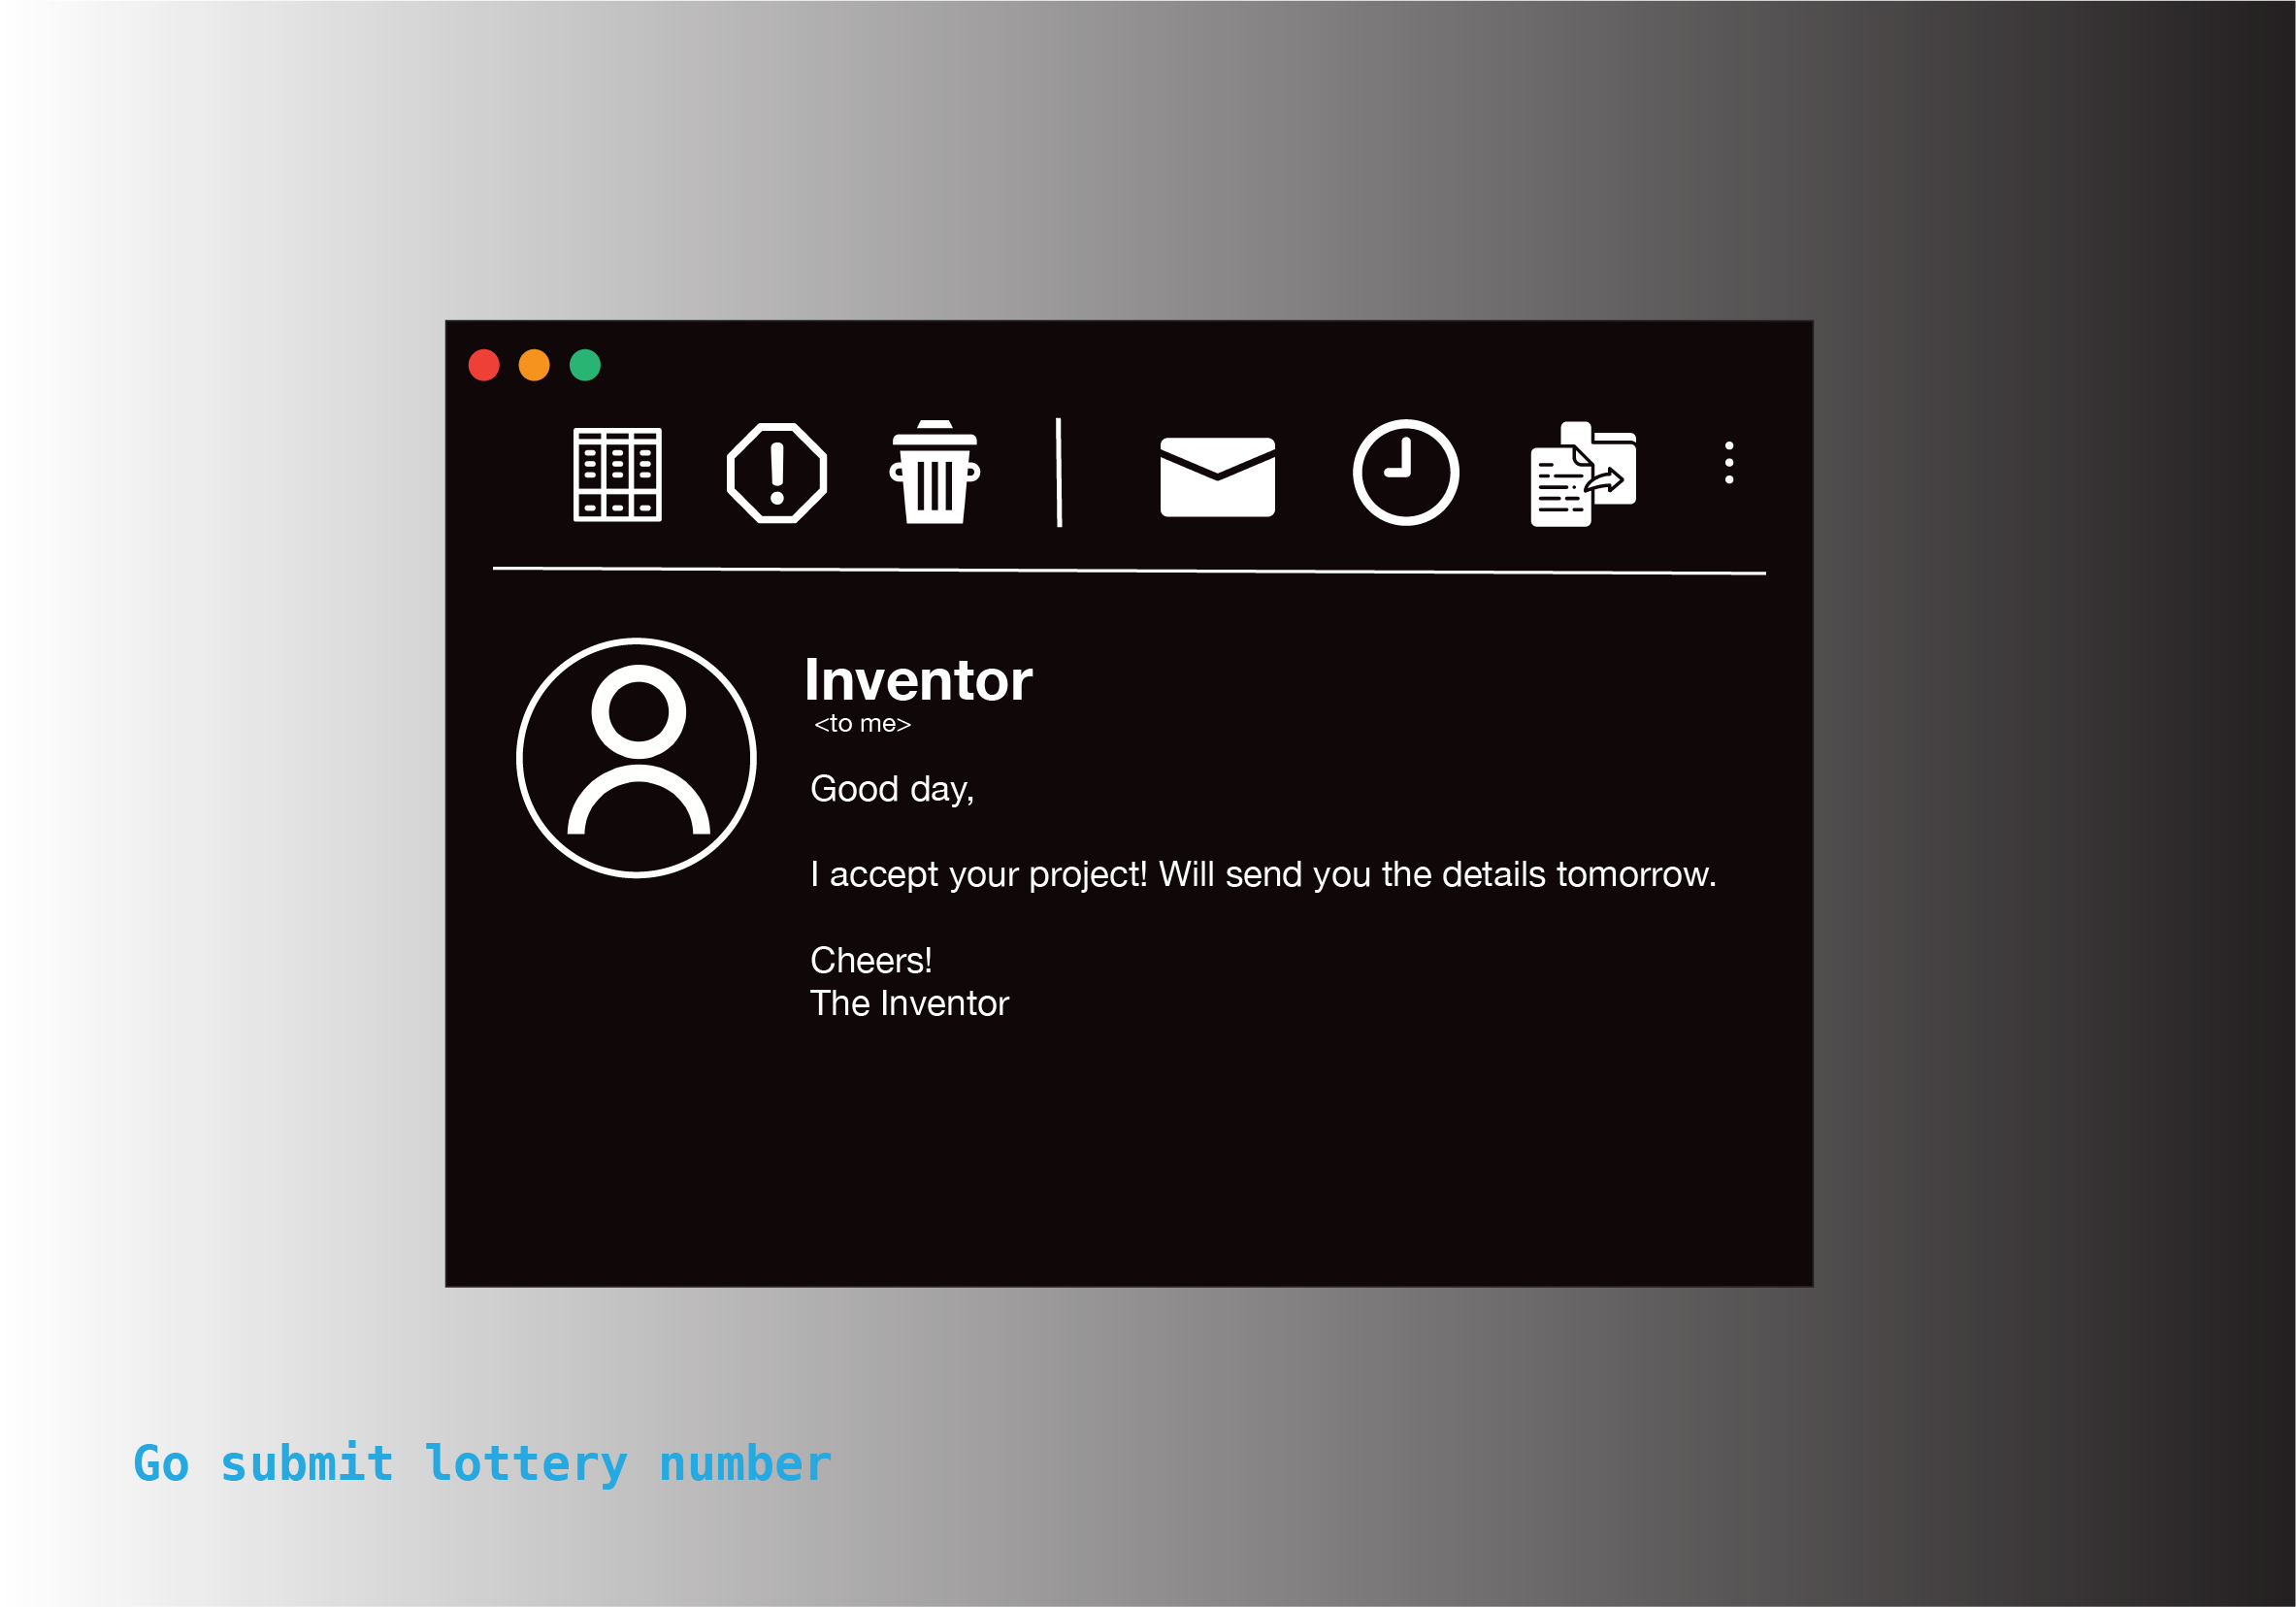 Inventor
<to me>
Good day,
I accept your project! Will send you the details tomorrow.
Cheers!
The Inventor
Go submit lottery number